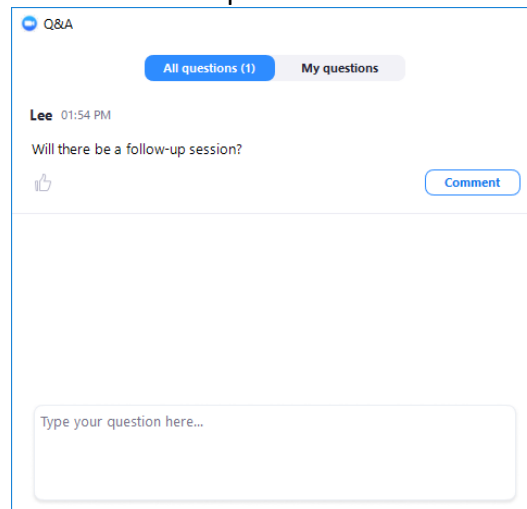 Q&A
All questions (1)
My questions
Lee 01:54 PM
Will there be a follow-up session?
Comment
Type your question here...